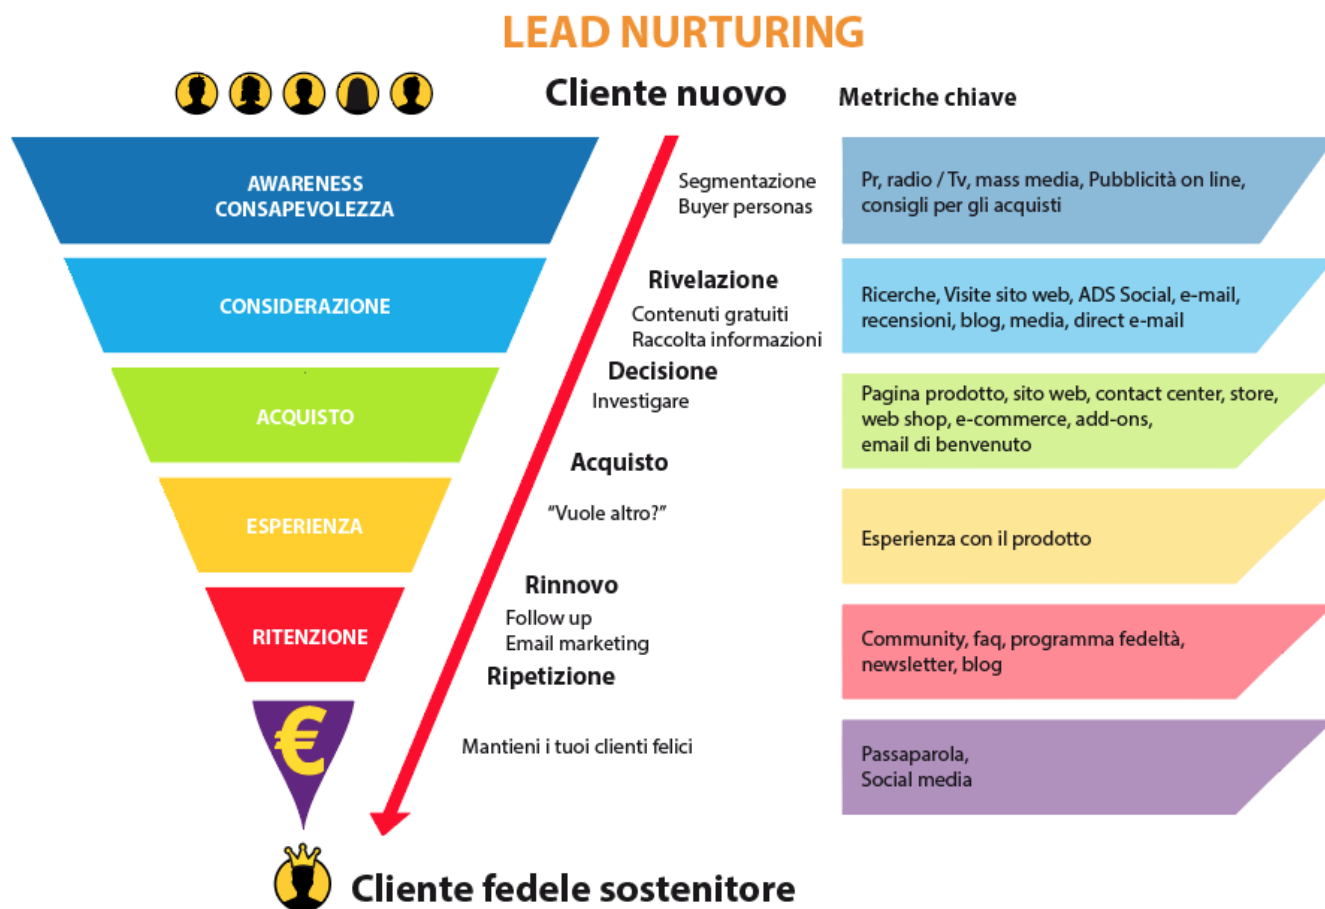 LEAD NURTURING
Cliente nuovo
Metriche chiave
AWARENESS
CONSAPEVOLEZZA
Segmentazione
Buyer personas
Pr, radio / Tv, mass media, Pubblicità on line,
consigli per gli acquisti
CONSIDERAZIONE
Rivelazione
Contenuti gratuiti
Raccolta informazioni
Ricerche, Visite sito web, ADS Social, e-mail,
recensioni, blog, media, direct e-mail
ACQUISTO
Decisione
Investigare
Pagina prodotto, sito web, contact center, store,
web shop, e-commerce, add-ons,
email di benvenuto
Acquisto
ESPERIENZA
"Vuole altro?"
Esperienza con il prodotto
RITENZIONE
Rinnovo
Follow up
Email marketing
Community, faq, programma fedeltà,
newsletter, blog
Ripetizione
€
Mantieni i tuoi clienti felici
Passaparola,
Social media
Cliente fedele sostenitore